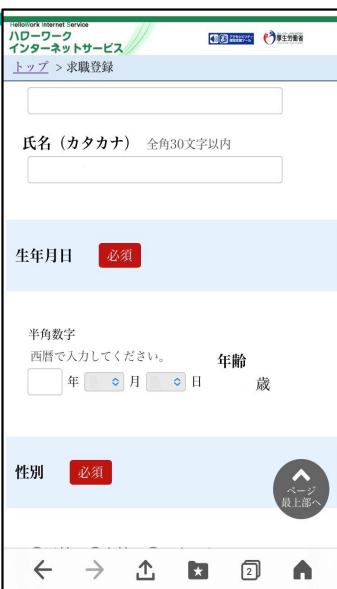 HelloWork Internet Service
ハローワーク
インターネットサービス
厚生労働省
トップ > 求職登録
氏名（カタカナ） 全角30文字以内
生年月日 必須
半角数字
西暦で入力してください。
年齢
年 月 日
歳
性別 必須
ページ
最上部へ
2